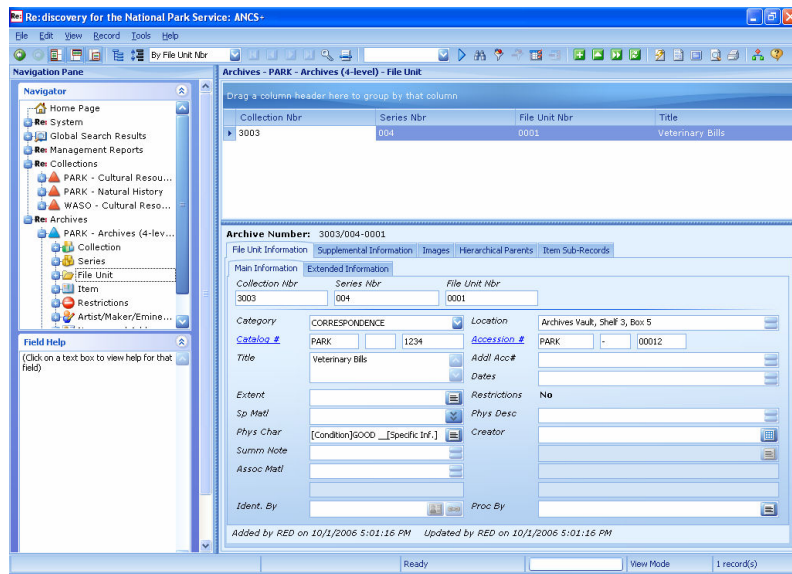 Re: Re:discovery for the National Park Service: ANCS+
File Edit View Record Tools Help
By File Unit Nbr
Navigation Pane
Archives - PARK - Archives (4-level) - File Unit
Navigator
Home Page
Re: System
Global Search Results
Re: Management Reports
Re: Collections
PARK - Cultural Resou...
PARK - Natural History
WASO - Cultural Reso...
Re: Archives
PARK - Archives (4-lev...
Collection
Series
File Unit
Item
Restrictions
Artist/Maker/Emine...
Field Help
(Click on a text box to view help for that field)
Drag a column header here to group by that column
Collection Nbr Series Nbr File Unit Nbr Title
3003 004 0001 Veterinary Bills
Archive Number: 3003/004-0001
File Unit Information Supplemental Information Images Hierarchical Parents Item Sub-Records
Main Information Extended Information
Collection Nbr Series Nbr File Unit Nbr
3003 004 0001
Category CORRESPONDENCE Location Archives Vault, Shelf 3, Box 5
Catalog # PARK 1234 Accession # PARK - 00012
Title Veterinary Bills Addl Acc#
Dates
Extent Restrictions No
Sp Matl Phys Desc
Phys Char [Condition]GOOD __[Specific Inf.] Creator
Summ Note
Assoc Matl
Ident. By Proc By
Added by RED on 10/1/2006 5:01:16 PM Updated by RED on 10/1/2006 5:01:16 PM
Ready View Mode 1 record(s)